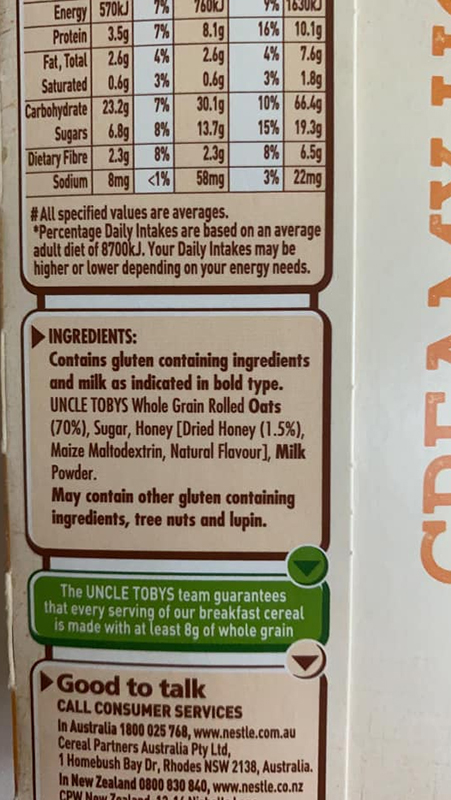 Energy 570kJ 7% 760kJ 9% 1630kJ
Protein 3.5g 7% 8.1g 16% 10.1g
Fat, Total 2.6g 4% 2.6g 4% 7.6g
Saturated 0.6g 3% 0.6g 3% 1.8g
Carbohydrate 23.2g 7% 30.1g 10% 66.4g
Sugars 6.8g 8% 13.7g 15% 19.3g
Dietary Fibre 2.3g 8% 2.3g 8% 6.5g
Sodium 8mg <1% 58mg 3% 22mg
# All specified values are averages.
*Percentage Daily Intakes are based on an average
adult diet of 8700kJ. Your Daily Intakes may be
higher or lower depending on your energy needs.
INGREDIENTS:
Contains gluten containing ingredients
and milk as indicated in bold type.
UNCLE TOBYS Whole Grain Rolled Oats
(70%), Sugar, Honey [Dried Honey (1.5%),
Maize Maltodextrin, Natural Flavour], Milk
Powder.
May contain other gluten containing
ingredients, tree nuts and lupin.
The UNCLE TOBYS team guarantees
that every serving of our breakfast cereal
is made with at least 8g of whole grain
Good to talk
CALL CONSUMER SERVICES
In Australia 1800 025 768, www.nestle.com.au
Cereal Partners Australia Pty Ltd,
1 Homebush Bay Dr, Rhodes NSW 2138, Australia.
In New Zealand 0800 830 840, www.nestle.co.nz
CPW New Zealand
CREAMY